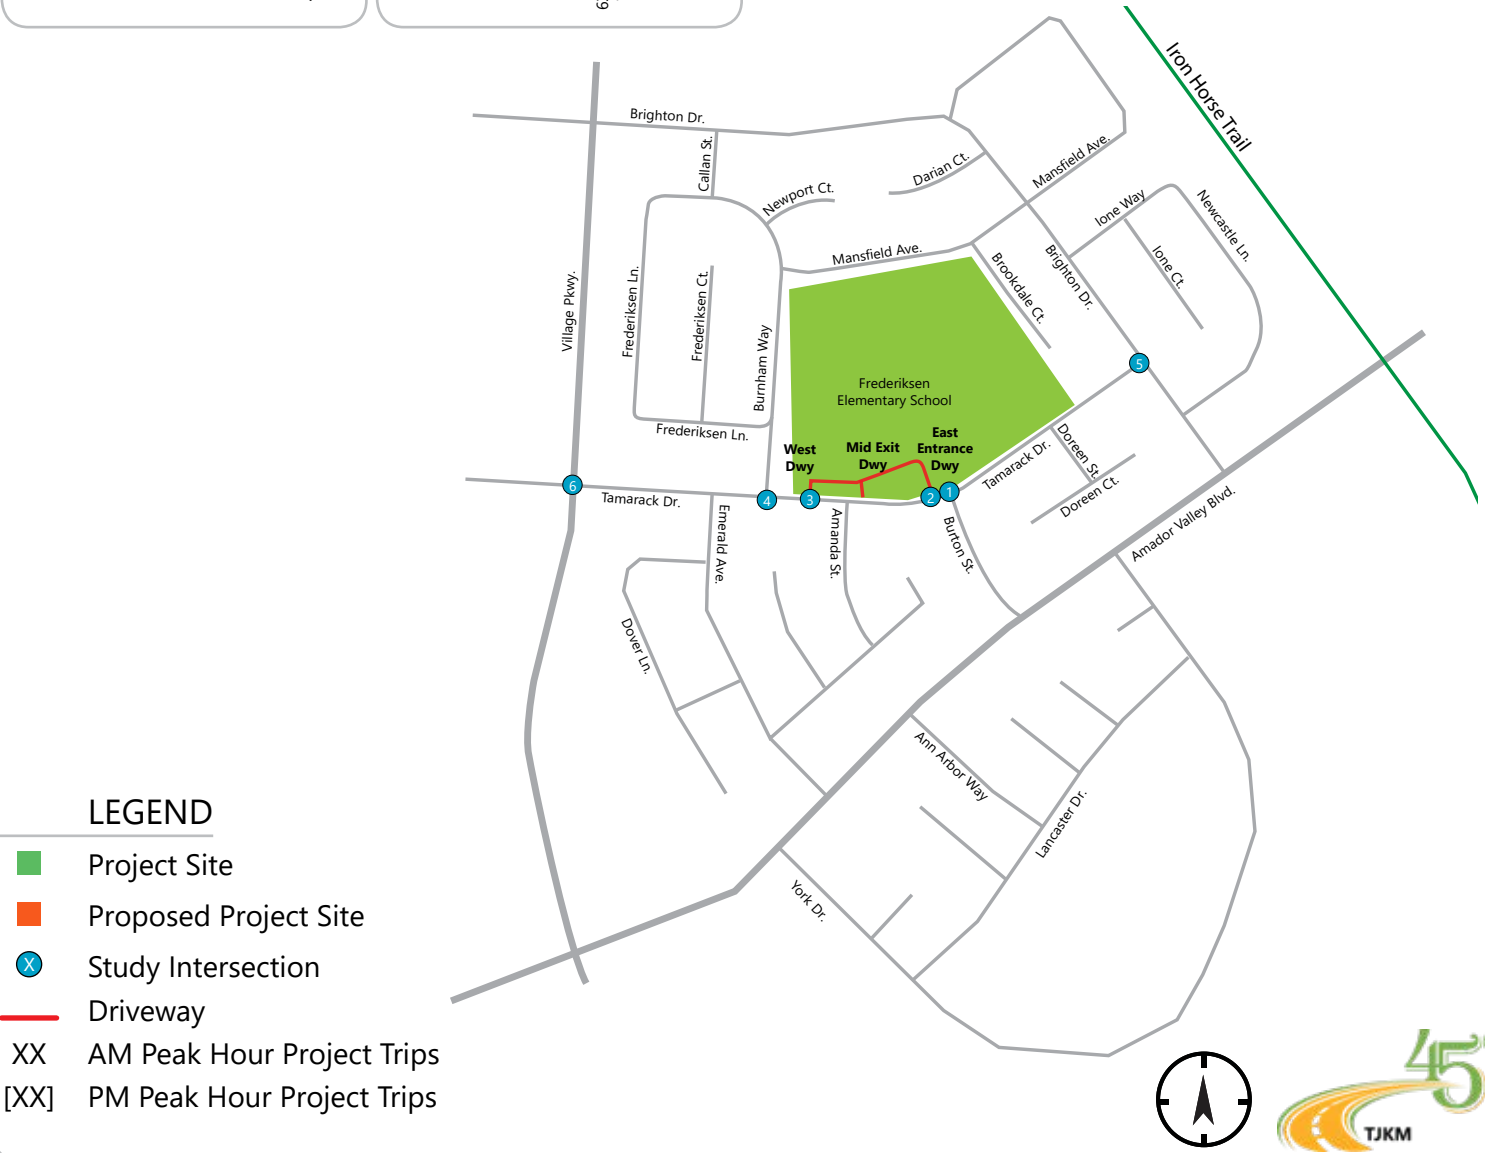 Iron Horse Trail
Brighton Dr.
Callan St.
Darian Ct.
Mansfield Ave.
Newport Ct.
Ione Way
Newcastle Ln.
Mansfield Ave.
Brookdale Ct.
Brighton Dr.
Ione Ct.
Village Pkwy.
Frederiksen Ln.
Frederiksen Ct.
Burnham Way
Frederiksen
Elementary School
5
Frederiksen Ln.
West
Dwy
Mid Exit
Dwy
East
Entrance
Dwy
Tamarack Dr.
Doreen St.
Doreen Ct.
6
Tamarack Dr.
4
3
2
1
Emerald Ave.
Amanda St.
Burton St.
Amador Valley Blvd.
Dover Ln.
Ann Arbor Way
Lancaster Dr.
York Dr.
LEGEND
Project Site
Proposed Project Site
X Study Intersection
Driveway
XX AM Peak Hour Project Trips
[XX] PM Peak Hour Project Trips
45
TJKM